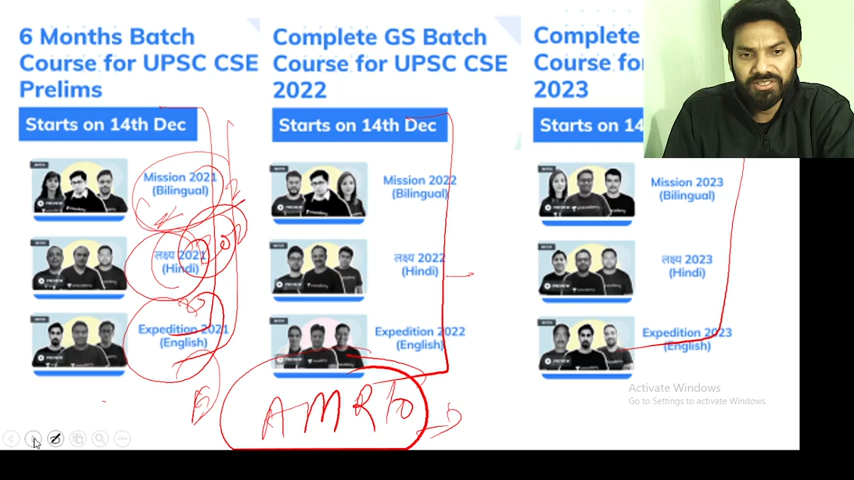 6 Months Batch
Course for UPSC CSE
Prelims
Starts on 14th Dec
Mission 2021
(Bilingual)
लक्ष्य 2021
(Hindi)
Expedition 2021
(English)
Complete GS Batch
Course for UPSC CSE
2022
Starts on 14th Dec
Mission 2022
(Bilingual)
लक्ष्य 2022
(Hindi)
Expedition 2022
(English)
Complete
Course for
2023
Starts on 14
Mission 2023
(Bilingual)
लक्ष्य 2023
(Hindi)
Expedition 2023
(English)
AMR10
Activate Windows
Go to Settings to activate Windows.